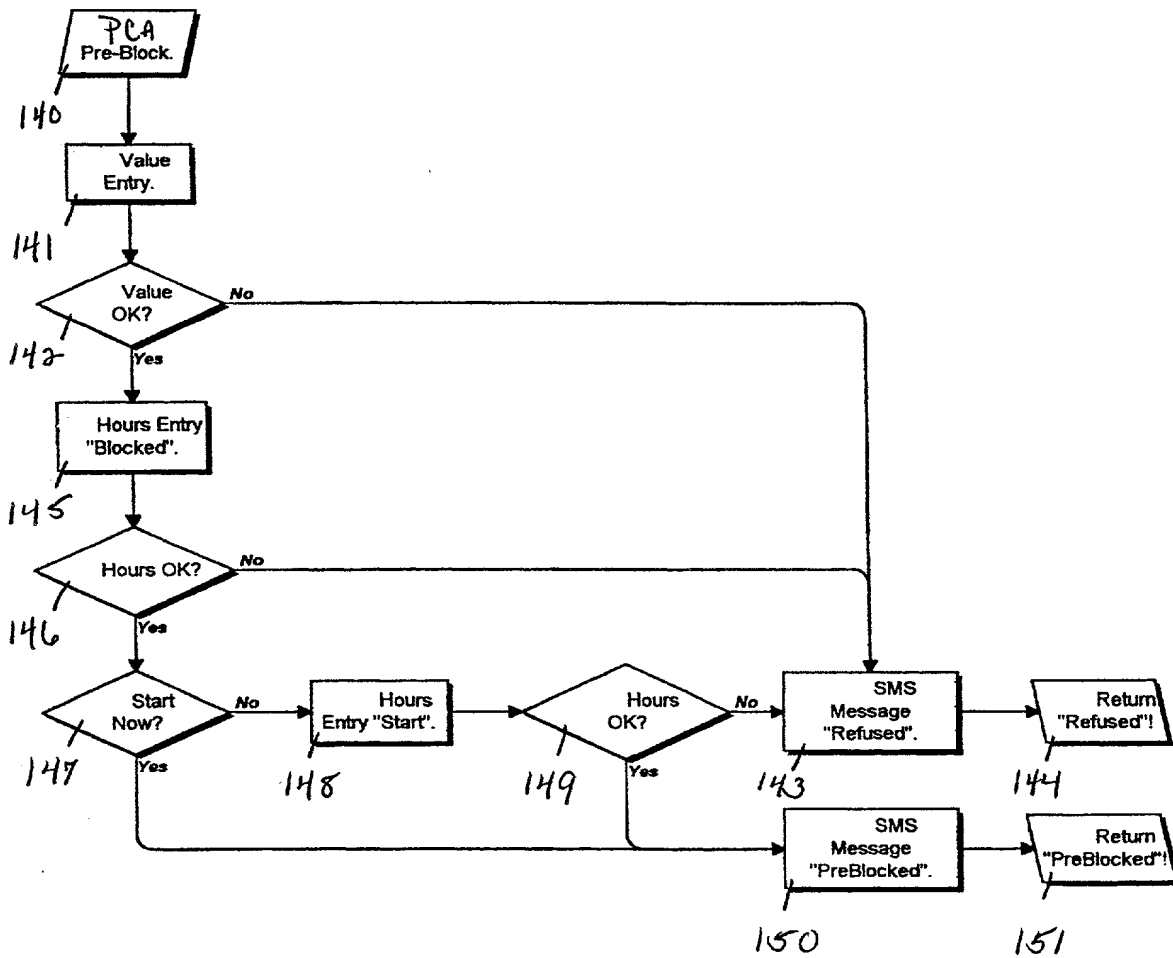 PCA
Pre-Block.
140
Value
Entry.
141
Value
OK?
No
142
Yes
Hours Entry
"Blocked".
145
Hours OK?
No
146
Yes
Start
Now?
No
147
Yes
Hours
Entry "Start".
148
Hours
OK?
No
149
Yes
SMS
Message
"Refused".
143
Return
"Refused"!
144
SMS
Message
"PreBlocked".
150
Return
"PreBlocked"!
151